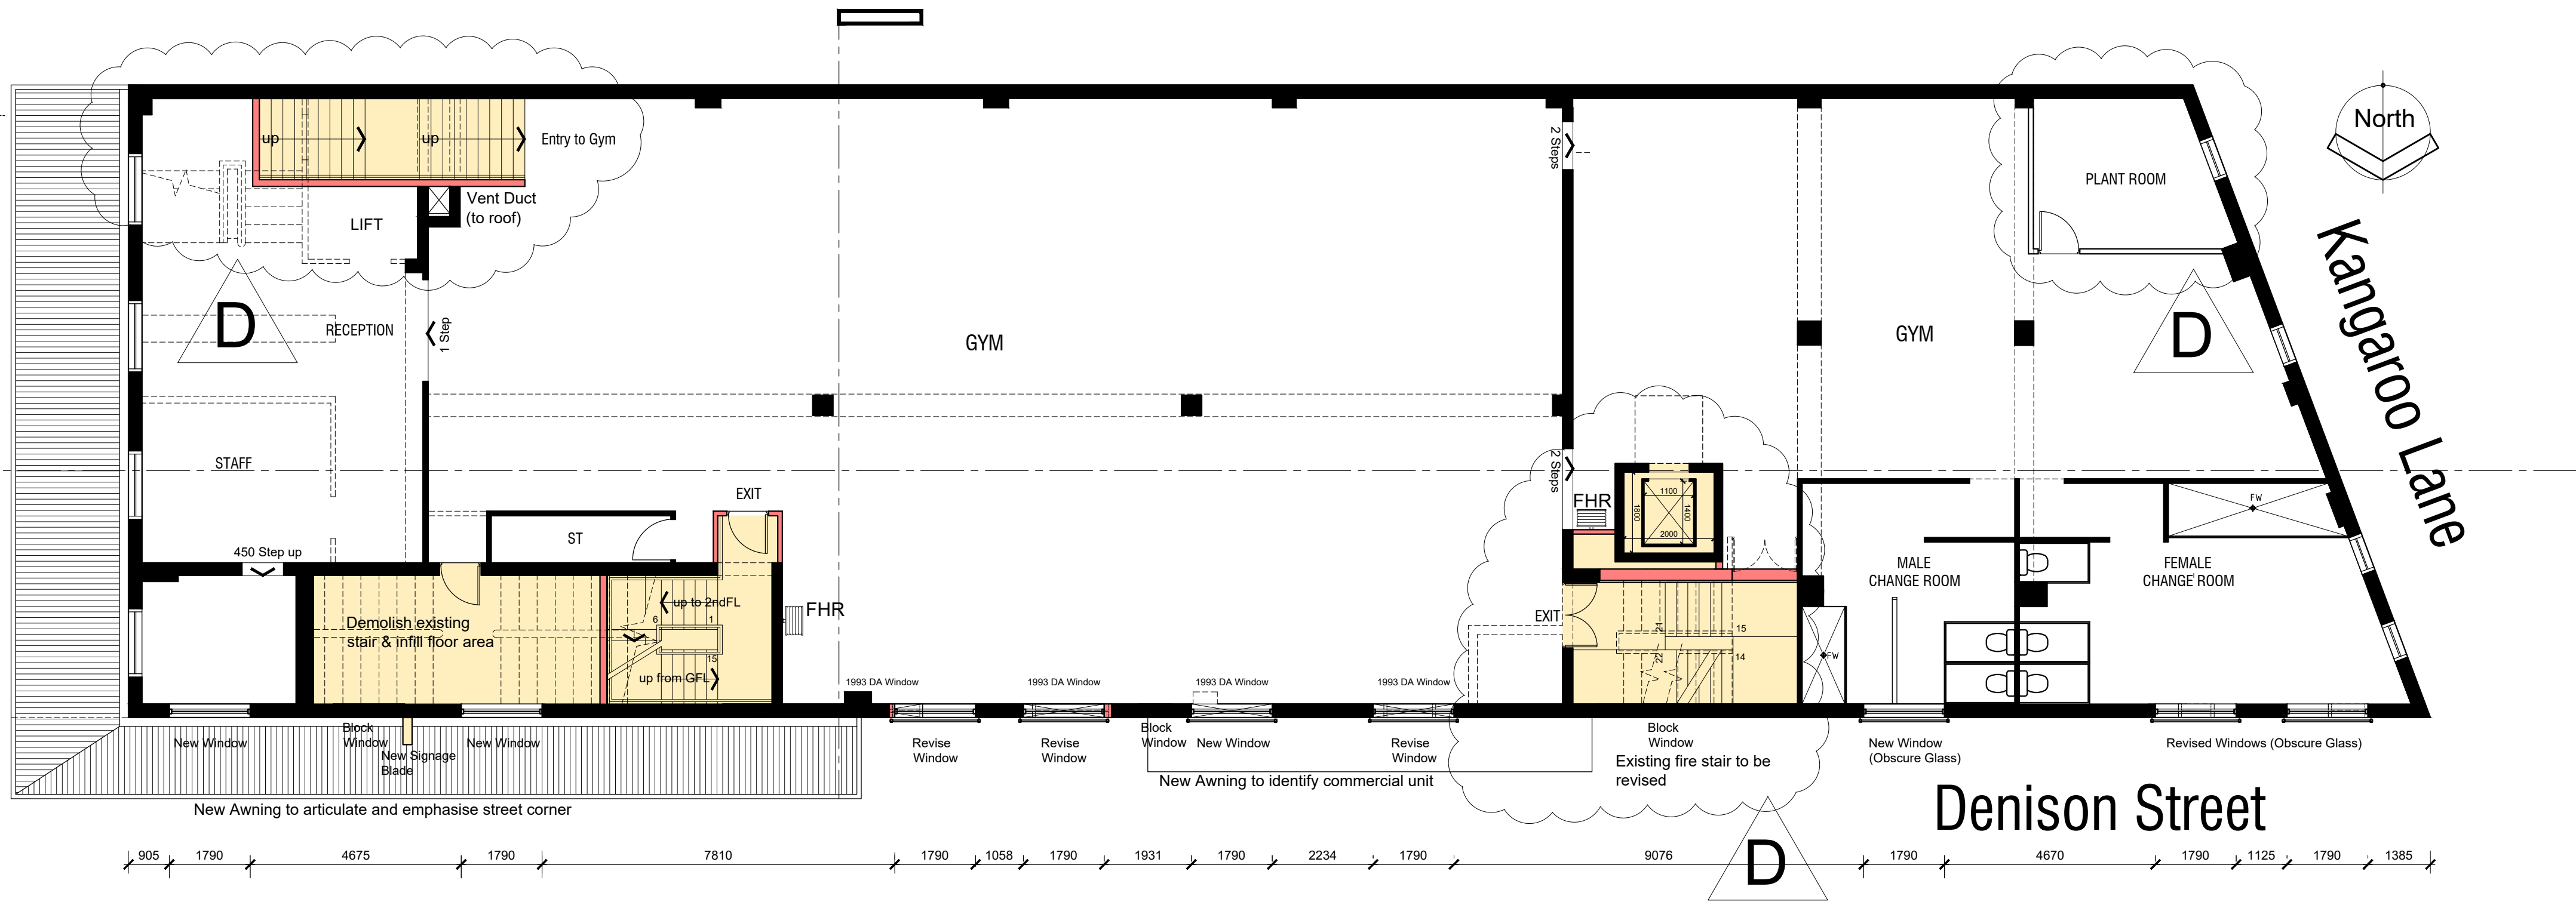 up
up
Entry to Gym
Vent Duct
(to roof)
LIFT
D
RECEPTION
1 Step
GYM
2 Steps
GYM
PLANT ROOM
North
Kangaroo Lane
D
STAFF
450 Step up
EXIT
ST
2 Steps
FHR
1100
1800
1400
2000
FW
MALE
CHANGE ROOM
FEMALE
CHANGE ROOM
Demolish existing
stair & infill floor area
up to 2ndFL
6
1
15
up from GFL
FHR
EXIT
21
22
15
14
FW
1993 DA Window
1993 DA Window
1993 DA Window
1993 DA Window
New Window
Block
Window
New Signage
Blade
New Window
Revise
Window
Revise
Window
Block
Window
New Window
Revise
Window
Block
Window
Existing fire stair to be
revised
New Window
(Obscure Glass)
Revised Windows (Obscure Glass)
New Awning to identify commercial unit
New Awning to articulate and emphasise street corner
Denison Street
D
905
1790
4675
1790
7810
1790
1058
1790
1931
1790
2234
1790
9076
1790
4670
1790
1125
1790
1385